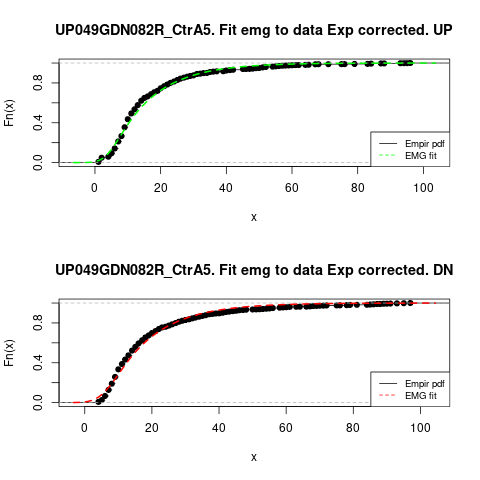 UP049GDN082R_CtrA5. Fit emg to data Exp corrected. UP
Fn(x)
0.0 0.4 0.8
Empir pdf
EMG fit
0 20 40 60 80 100
x
UP049GDN082R_CtrA5. Fit emg to data Exp corrected. DN
Fn(x)
0.0 0.4 0.8
Empir pdf
EMG fit
0 20 40 60 80 100
x